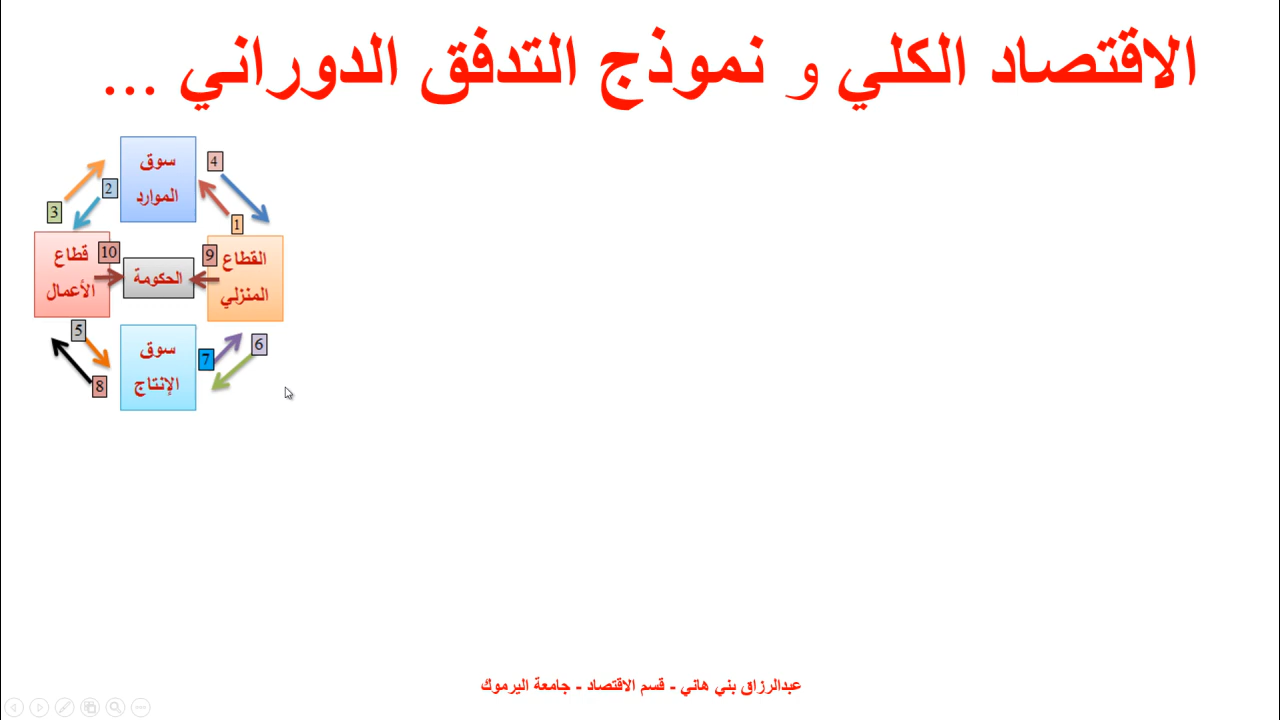 الاقتصاد الكلي و نموذج التدفق الدوراني ...
سوق
الموارد
4
2
3
1
قطاع
الأعمال
10
الحكومة
9
القطاع
المنزلي
5
سوق
الإنتاج
7
6
8
عبدالرزاق بني هاني - قسم الاقتصاد - جامعة اليرموك